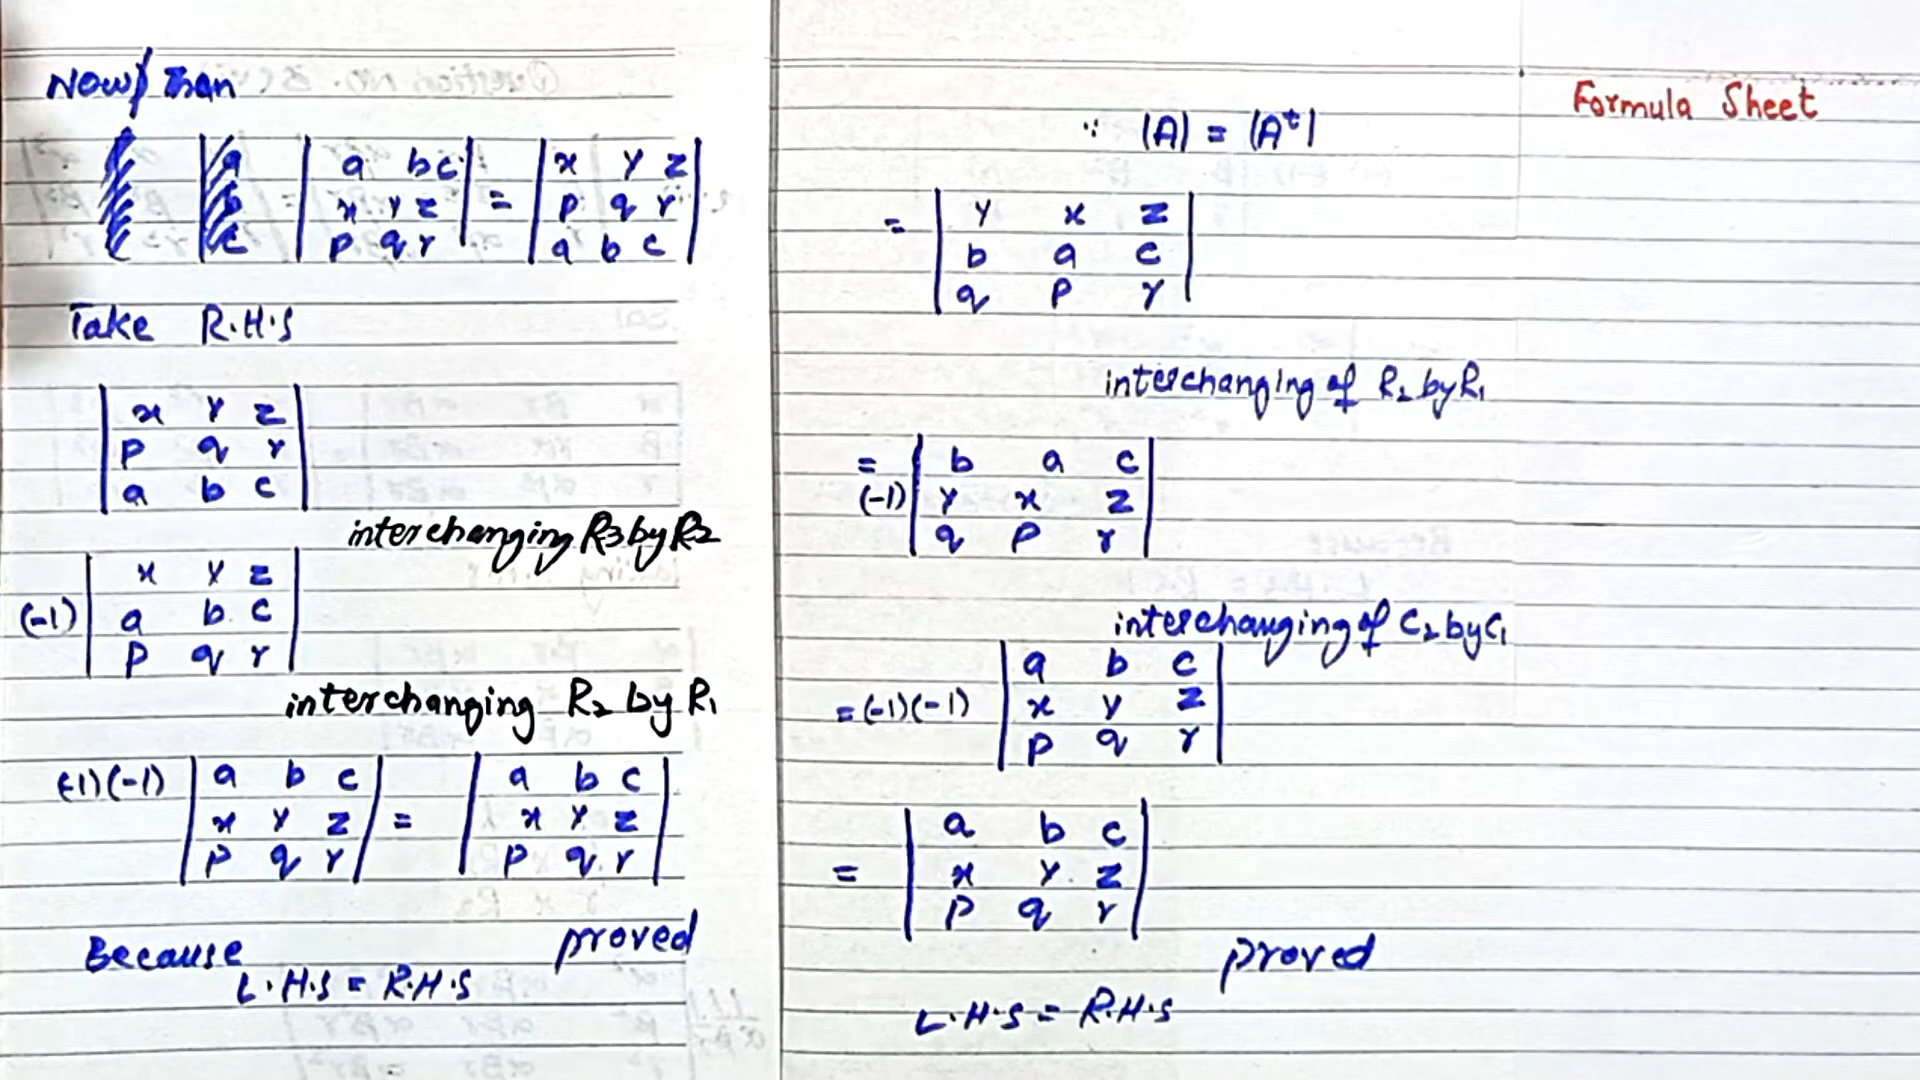 Now Than
| a b c | = | x y z |
| x y z | | p q r |
| p q r | | a b c |
Take R.H.S
| x y z |
| p q r |
| a b c |
interchanging R3 by R2
(-1) | x y z |
| a b c |
| p q r |
interchanging R₂ by R₁
(-1)(-1) | a b c | = | a b c |
| x y z | | x y z |
| p q r | | p q r |
Because proved
L.H.S = R.H.S
∵ |A| = |Aᵗ|
= | y x z |
| b a c |
| q p r |
interchanging of R₂ by R₁
= (-1) | b a c |
| y x z |
| q p r |
interchanging of C₂ by C₁
= (-1)(-1) | a b c |
| x y z |
| p q r |
= | a b c |
| x y z |
| p q r |
proved
L.H.S = R.H.S
Formula Sheet